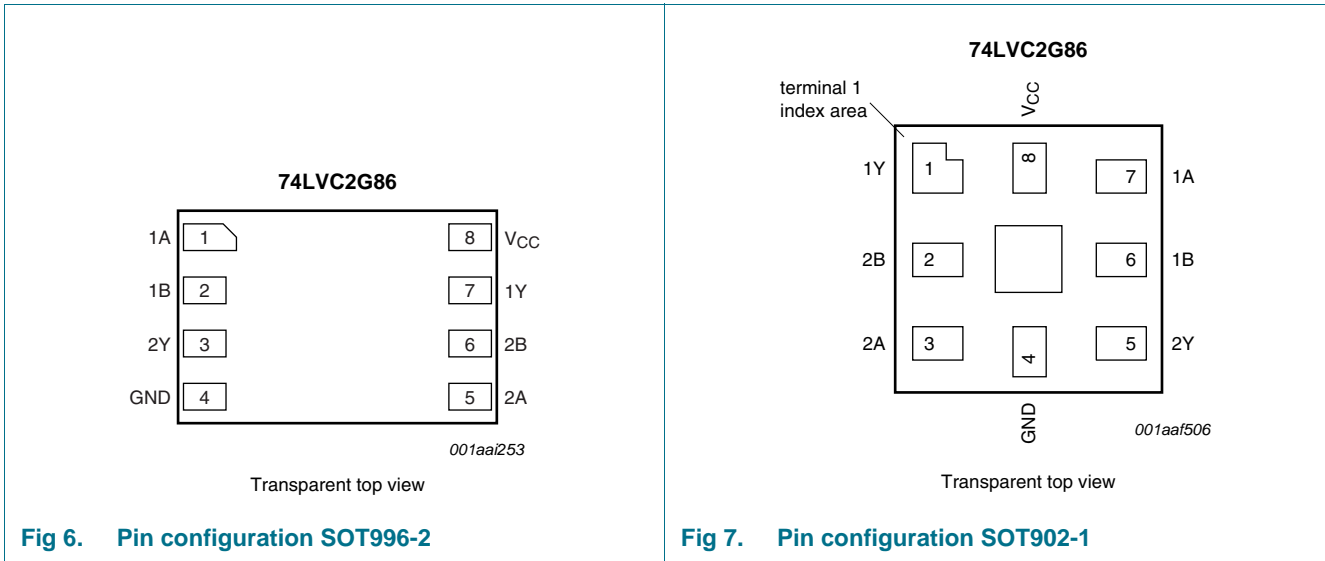 74LVC2G86
1A 1 8 VCC
1B 2 7 1Y
2Y 3 6 2B
GND 4 5 2A
001aai253
Transparent top view
Fig 6. Pin configuration SOT996-2
74LVC2G86
terminal 1
index area
VCC
1Y 1 8 7 1A
2B 2 6 1B
2A 3 4 5 2Y
GND
001aaf506
Transparent top view
Fig 7. Pin configuration SOT902-1